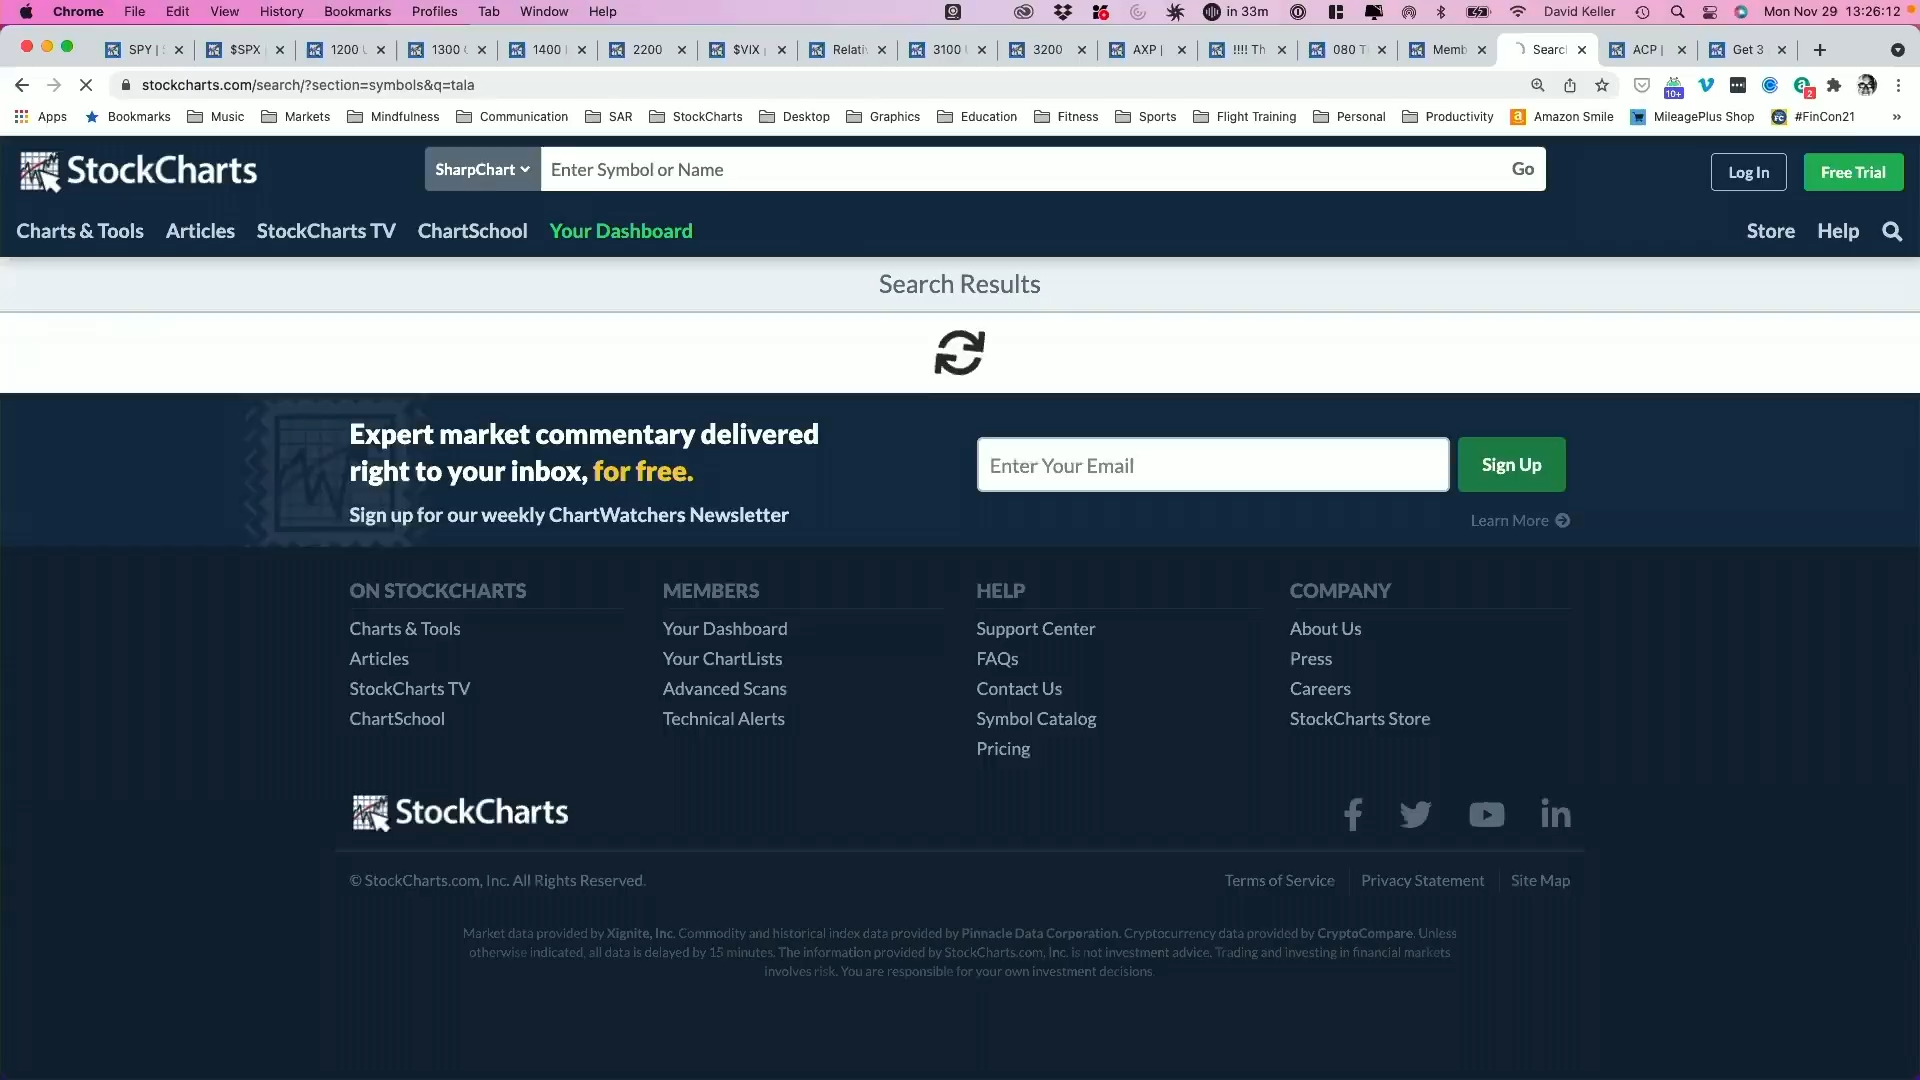 Chrome File Edit View History Bookmarks Profiles Tab Window Help in 33m David Keller Mon Nov 29 13:26:12
SPY | $SPX 1200 1300 1400 2200 $VIX Relati 3100 3200 AXP | !!!! Th 080 T Memb Searc ACP | Get 3
stockcharts.com/search/?section=symbols&q=tala 10+ 2
Apps Bookmarks Music Markets Mindfulness Communication SAR StockCharts Desktop Graphics Education Fitness Sports Flight Training Personal Productivity Amazon Smile MileagePlus Shop #FinCon21 »
StockCharts SharpChart Enter Symbol or Name Go Log In Free Trial
Charts & Tools Articles StockCharts TV ChartSchool Your Dashboard Store Help
Search Results
Expert market commentary delivered
right to your inbox, for free.
Sign up for our weekly ChartWatchers Newsletter
Enter Your Email Sign Up
Learn More
ON STOCKCHARTS MEMBERS HELP COMPANY
Charts & Tools Your Dashboard Support Center About Us
Articles Your ChartLists FAQs Press
StockCharts TV Advanced Scans Contact Us Careers
ChartSchool Technical Alerts Symbol Catalog StockCharts Store
Pricing
StockCharts
© StockCharts.com, Inc. All Rights Reserved. Terms of Service Privacy Statement Site Map
Market data provided by Xignite, Inc. Commodity and historical index data provided by Pinnacle Data Corporation. Cryptocurrency data provided by CryptoCompare. Unless
otherwise indicated, all data is delayed by 15 minutes. The information provided by StockCharts.com, Inc. is not investment advice. Trading and investing in financial markets
involves risk. You are responsible for your own investment decisions.